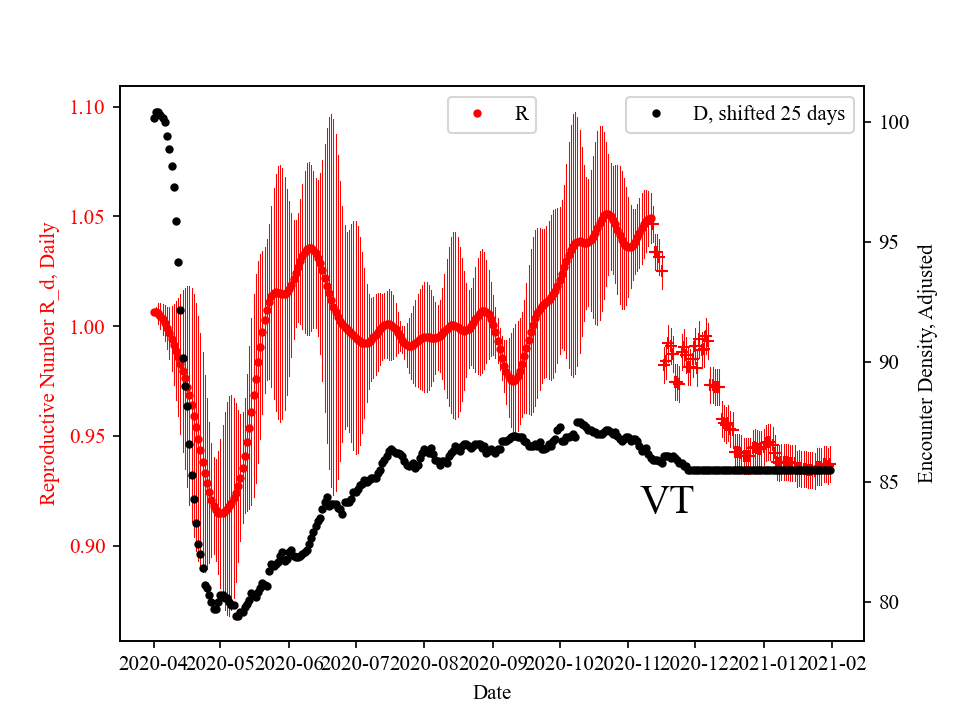 R
D, shifted 25 days
1.10
1.05
1.00
0.95
0.90
Reproductive Number R_d, Daily
100
95
90
85
80
Encounter Density, Adjusted
VT
2020-04 2020-05 2020-06 2020-07 2020-08 2020-09 2020-10 2020-11 2020-12 2021-01 2021-02
Date